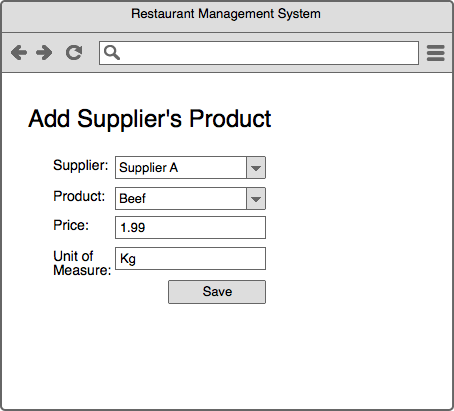 Restaurant Management System
Add Supplier's Product
Supplier: Supplier A
Product: Beef
Price: 1.99
Unit of
Measure: Kg
Save